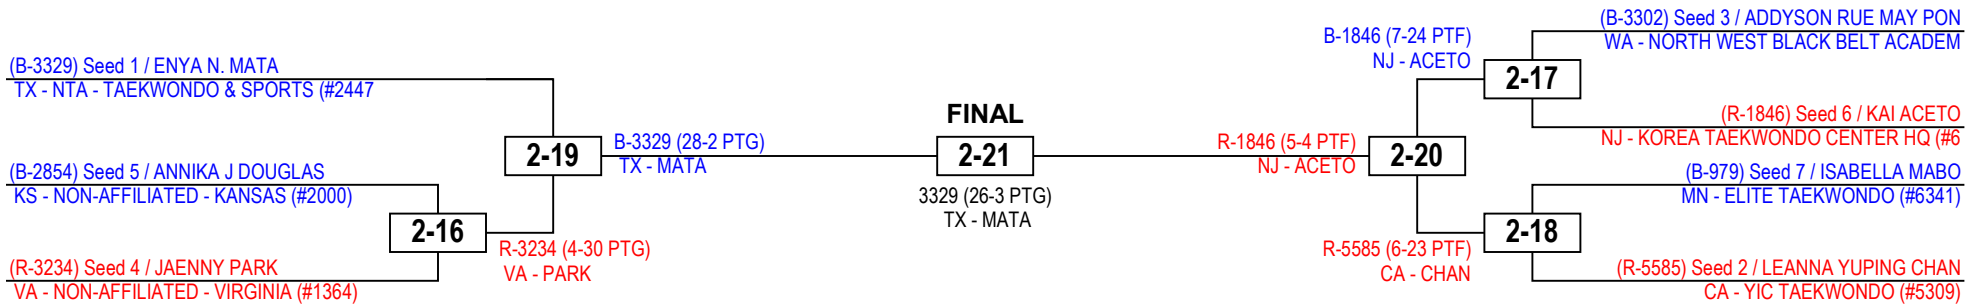 (B-3329) Seed 1 / ENYA N. MATA
TX - NTA - TAEKWONDO & SPORTS (#2447
(B-2854) Seed 5 / ANNIKA J DOUGLAS
KS - NON-AFFILIATED - KANSAS (#2000)
(R-3234) Seed 4 / JAENNY PARK
VA - NON-AFFILIATED - VIRGINIA (#1364)
2-16
R-3234 (4-30 PTG)
VA - PARK
2-19
B-3329 (28-2 PTG)
TX - MATA
FINAL
2-21
3329 (26-3 PTG)
TX - MATA
R-1846 (5-4 PTF)
NJ - ACETO
2-20
B-1846 (7-24 PTF)
NJ - ACETO
2-17
R-5585 (6-23 PTF)
CA - CHAN
2-18
(B-3302) Seed 3 / ADDYSON RUE MAY PON
WA - NORTH WEST BLACK BELT ACADEM
(R-1846) Seed 6 / KAI ACETO
NJ - KOREA TAEKWONDO CENTER HQ (#6
(B-979) Seed 7 / ISABELLA MABO
MN - ELITE TAEKWONDO (#6341)
(R-5585) Seed 2 / LEANNA YUPING CHAN
CA - YIC TAEKWONDO (#5309)